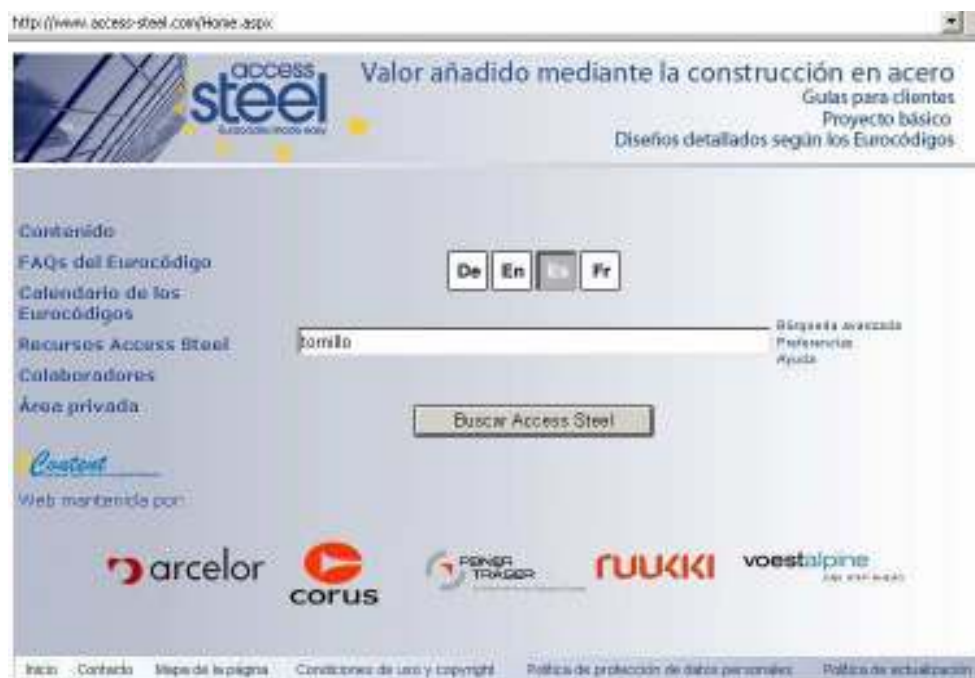 http://www.access-steel.com/Home.aspx
access
steel
Eurocodes made easy
Valor añadido mediante la construcción en acero
Guías para clientes
Proyecto básico
Diseños detallados según los Eurocódigos
Contenido
FAQs del Eurocódigo
Calendario de los
Eurocódigos
Recursos Access Steel
Colaboradores
Área privada
De En Es Fr
tornillo
Búsqueda avanzada
Preferencias
Ayuda
Buscar Access Steel
Content
Web mantenida por:
arcelor
corus
PEINER
TRÄGER
RUUKKI
voestalpine
Inicio Contacto Mapa de la página Condiciones de uso y copyright Política de protección de datos personales Política de actualización